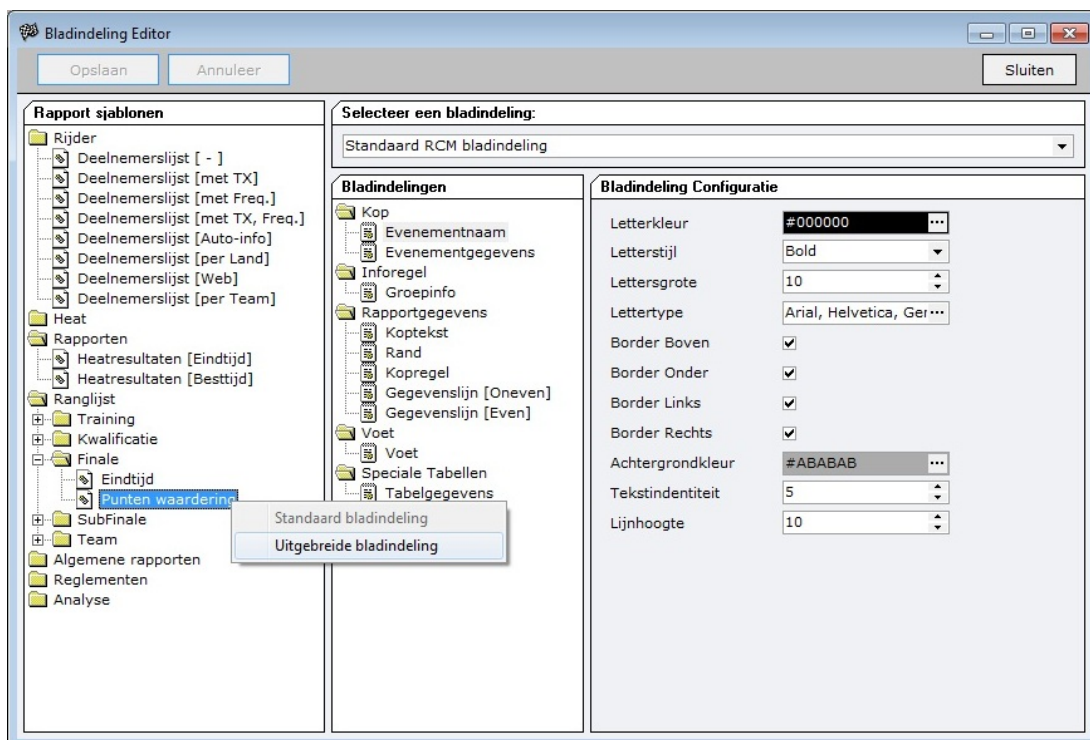 Bladindeling Editor
Opslaan
Annuleer
Sluiten
Rapport sjablonen
Rijder
Deelnemerslijst [ - ]
Deelnemerslijst [met TX]
Deelnemerslijst [met Freq.]
Deelnemerslijst [met TX, Freq.]
Deelnemerslijst [Auto-info]
Deelnemerslijst [per Land]
Deelnemerslijst [Web]
Deelnemerslijst [per Team]
Heat
Rapporten
Heatresultaten [Eindtijd]
Heatresultaten [Besttijd]
Ranglijst
Training
Kwalificatie
Finale
Eindtijd
Punten waardering
SubFinale
Team
Algemene rapporten
Reglementen
Analyse
Standaard bladindeling
Uitgebreide bladindeling
Selecteer een bladindeling:
Standaard RCM bladindeling
Bladindelingen
Kop
Evenementnaam
Evenementgegevens
Inforegel
Groepinfo
Rapportgegevens
Koptekst
Rand
Kopregel
Gegevenslijn [Oneven]
Gegevenslijn [Even]
Voet
Voet
Speciale Tabellen
Tabelgegevens
Bladindeling Configuratie
Letterkleur #000000
Letterstijl Bold
Lettersgrote 10
Lettertype Arial, Helvetica, Ger
Border Boven
Border Onder
Border Links
Border Rechts
Achtergrondkleur #ABABAB
Tekstindentiteit 5
Lijnhoogte 10